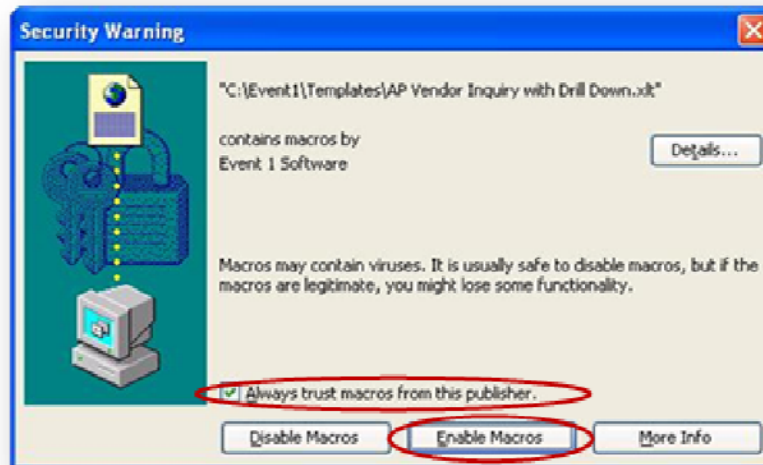 Security Warning
"C:\Event1\Templates\AP Vendor Inquiry with Drill Down.xlt"
contains macros by
Event 1 Software
Details...
Macros may contain viruses. It is usually safe to disable macros, but if the
macros are legitimate, you might lose some functionality.
Always trust macros from this publisher.
Disable Macros Enable Macros More Info